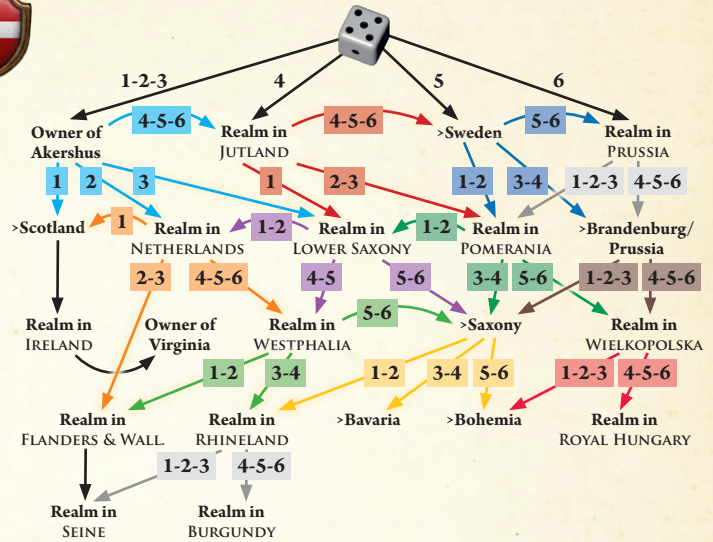 1-2-3
4
5
6
Owner of
Akershus
4-5-6
Realm in
JUTLAND
4-5-6
>Sweden
5-6
Realm in
PRUSSIA
1
2
3
1
2-3
1-2
3-4
1-2-3
4-5-6
>Scotland
1
Realm in
NETHERLANDS
1-2
Realm in
LOWER SAXONY
1-2
Realm in
POMERANIA
>Brandenburg/
Prussia
2-3
4-5-6
4-5
5-6
3-4
5-6
1-2-3
4-5-6
Realm in
IRELAND
Owner of
Virginia
Realm in
WESTPHALIA
5-6
>Saxony
Realm in
WIELKOPOLSKA
1-2
3-4
1-2
3-4
5-6
1-2-3
4-5-6
Realm in
FLANDERS & WALL.
Realm in
RHINELAND
>Bavaria
>Bohemia
Realm in
ROYAL HUNGARY
1-2-3
4-5-6
Realm in
SEINE
Realm in
BURGUNDY